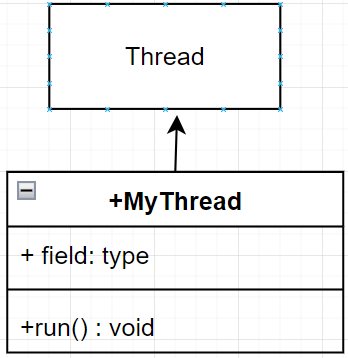 Thread
+MyThread
+ field: type
+run() : void